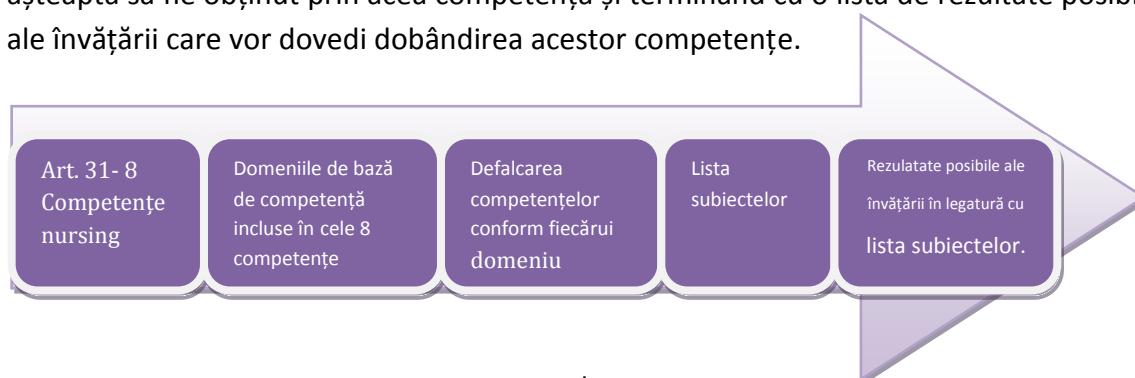 așteaptă să fie obținut prin acea competență și terminând cu o listă de rezultate
ale învățării care vor dovedi dobândirea acestor competențe.
Art. 31- 8
Competențe
nursing
Domeniile de bază
de competență
incluse în cele 8
competențe
Defalcarea
competențelor
conform fiecărui
domeniu
Lista
subiectelor
Rezulatate posibile ale
învățării în legatură cu
lista subiectelor.